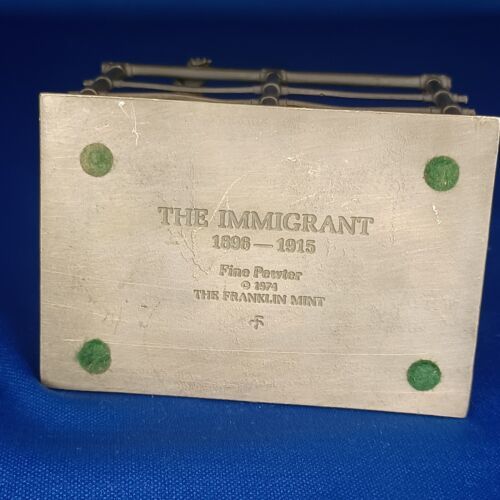 THE IMMIGRANT
1896 — 1915
Fine Pewter
© 1974
THE FRANKLIN MINT